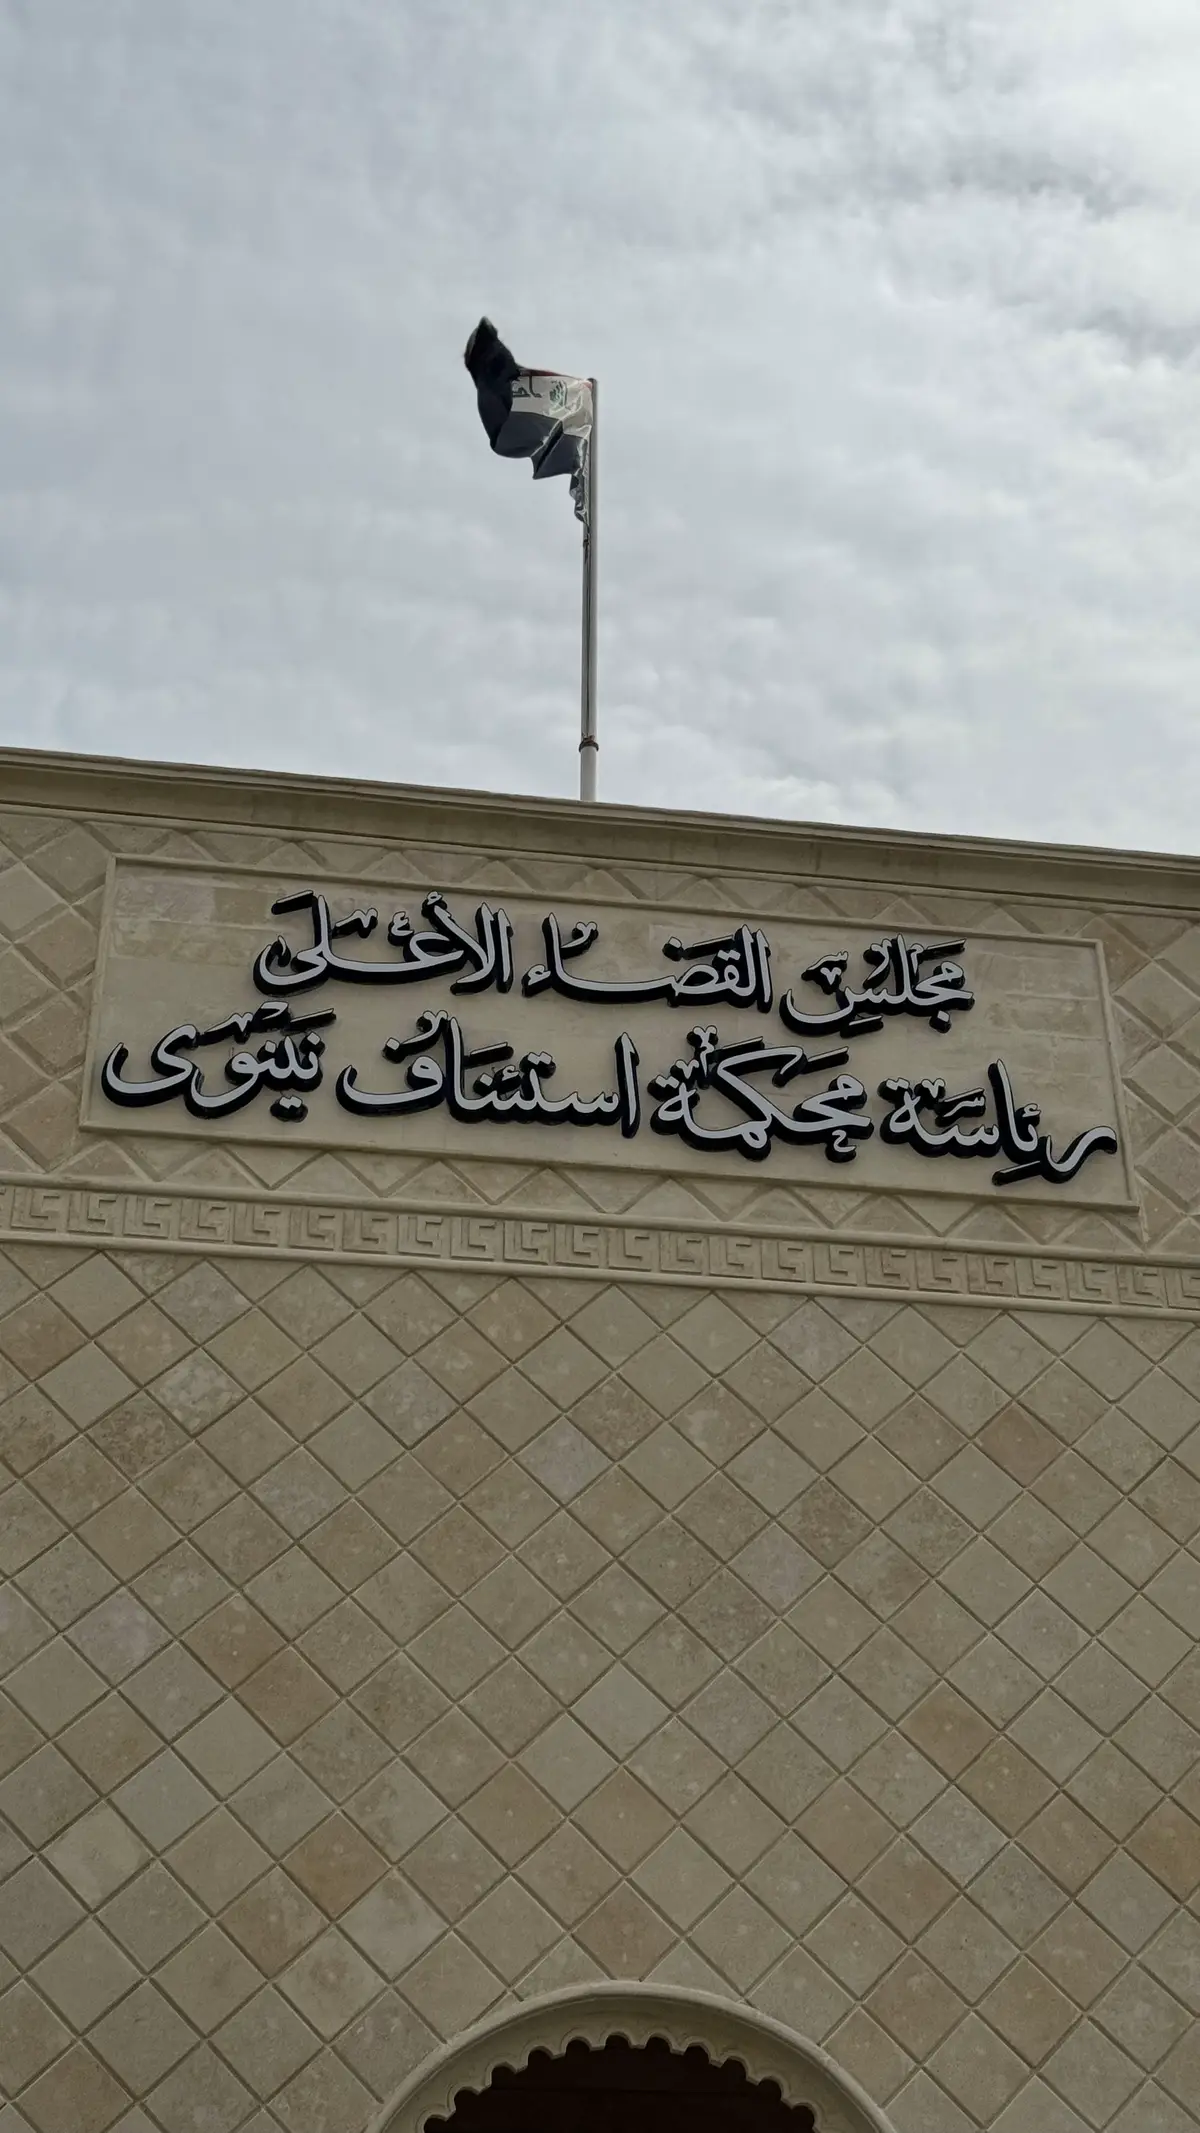 مجلس القضاء الأعلى
رئاسة محكمة استئناف نينوى